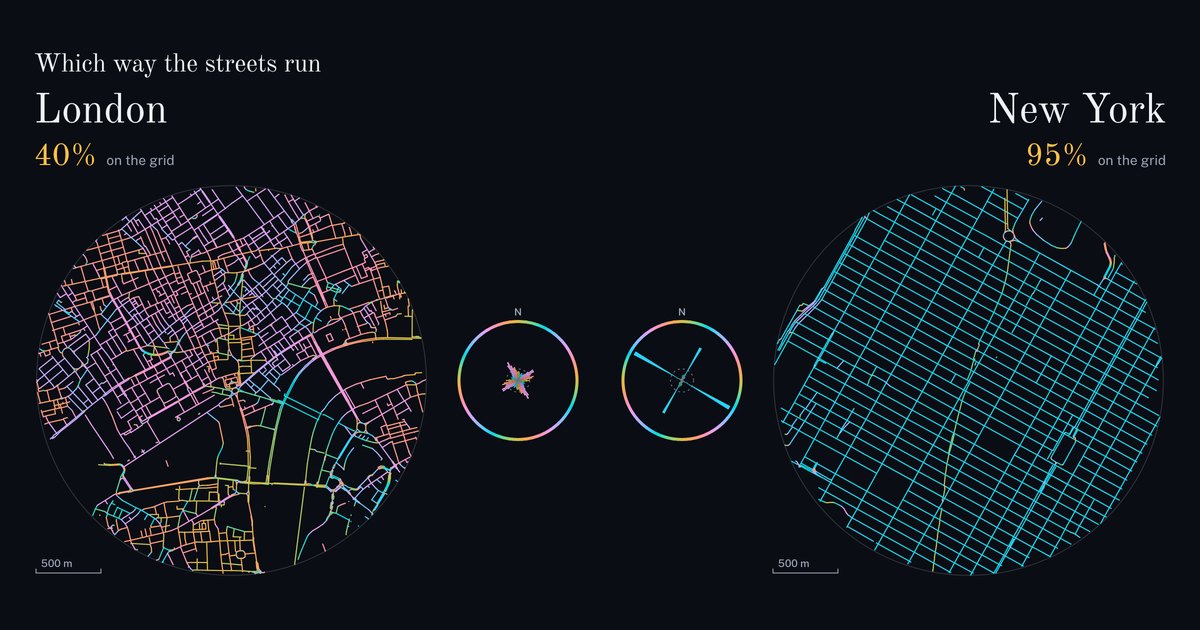 Which way the streets run
London
40% on the grid
New York
95% on the grid
N
N
500 m
500 m